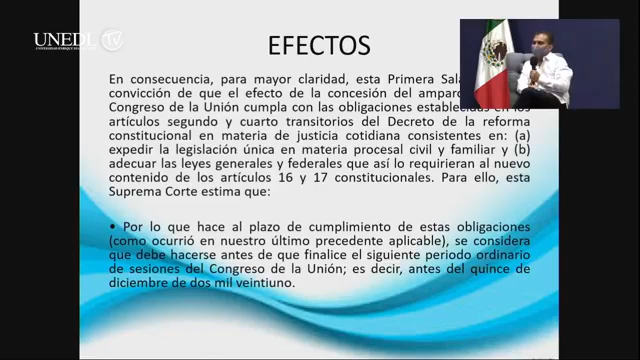 UNEDL TV
EFECTOS
En consecuencia, para mayor claridad, esta Primera Sala
convicción de que el efecto de la concesión del amparo
Congreso de la Unión cumpla con las obligaciones establecidas en los
artículos segundo y cuarto transitorios del Decreto de la reforma
constitucional en materia de justicia cotidiana consistentes en: (a)
expedir la legislación única en materia procesal civil y familiar y (b)
adecuar las leyes generales y federales que así lo requirieran al nuevo
contenido de los artículos 16 y 17 constitucionales. Para ello, esta
Suprema Corte estima que:
• Por lo que hace al plazo de cumplimiento de estas obligaciones
(como ocurrió en nuestro último precedente aplicable), se considera
que debe hacerse antes de que finalice el siguiente periodo ordinario
de sesiones del Congreso de la Unión; es decir, antes del quince de
diciembre de dos mil veintiuno.